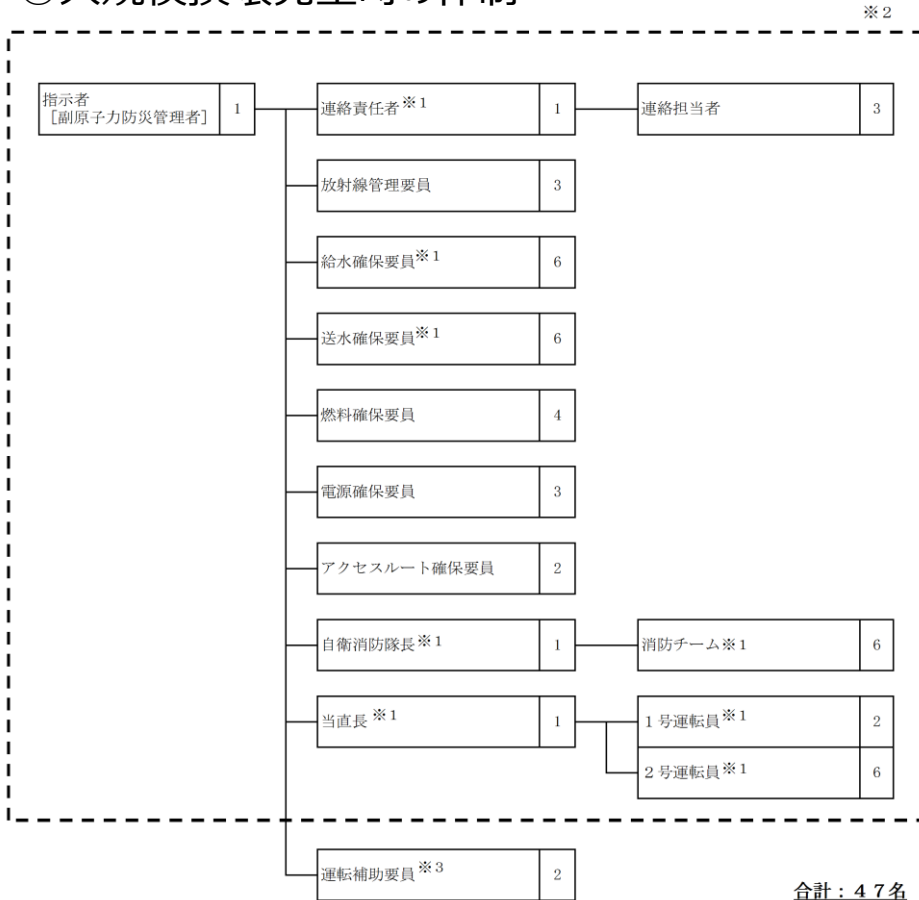 ※2
指示者
[副原子力防災管理者]
1
連絡責任者※1
1
連絡担当者
3
放射線管理要員
3
給水確保要員※1
6
送水確保要員※1
6
燃料確保要員
4
電源確保要員
3
アクセスルート確保要員
2
自衛消防隊長※1
1
消防チーム※1
6
当直長※1
1
1号運転員※1
2
2号運転員※1
6
運転補助要員※3
2
合計：47名